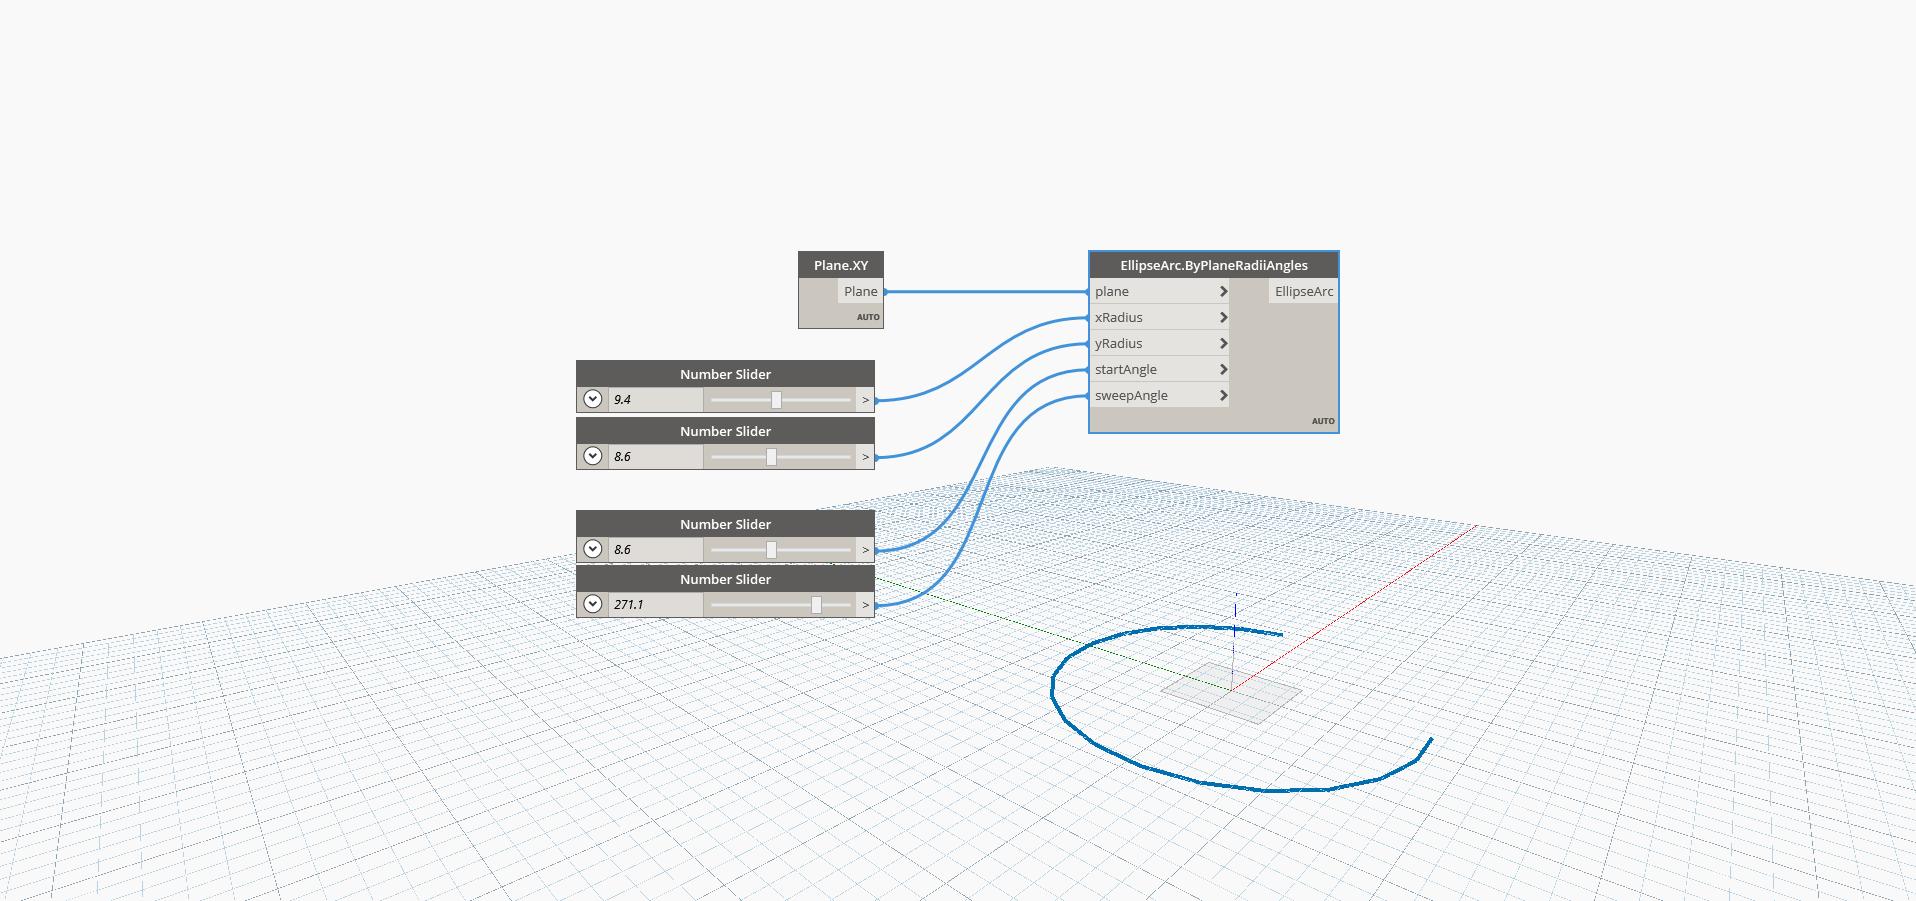 Plane.XY
Plane
AUTO
EllipseArc.ByPlaneRadiiAngles
plane > EllipseArc
xRadius >
yRadius >
startAngle >
sweepAngle >
AUTO
Number Slider
9.4 >
Number Slider
8.6 >
Number Slider
8.6 >
Number Slider
271.1 >